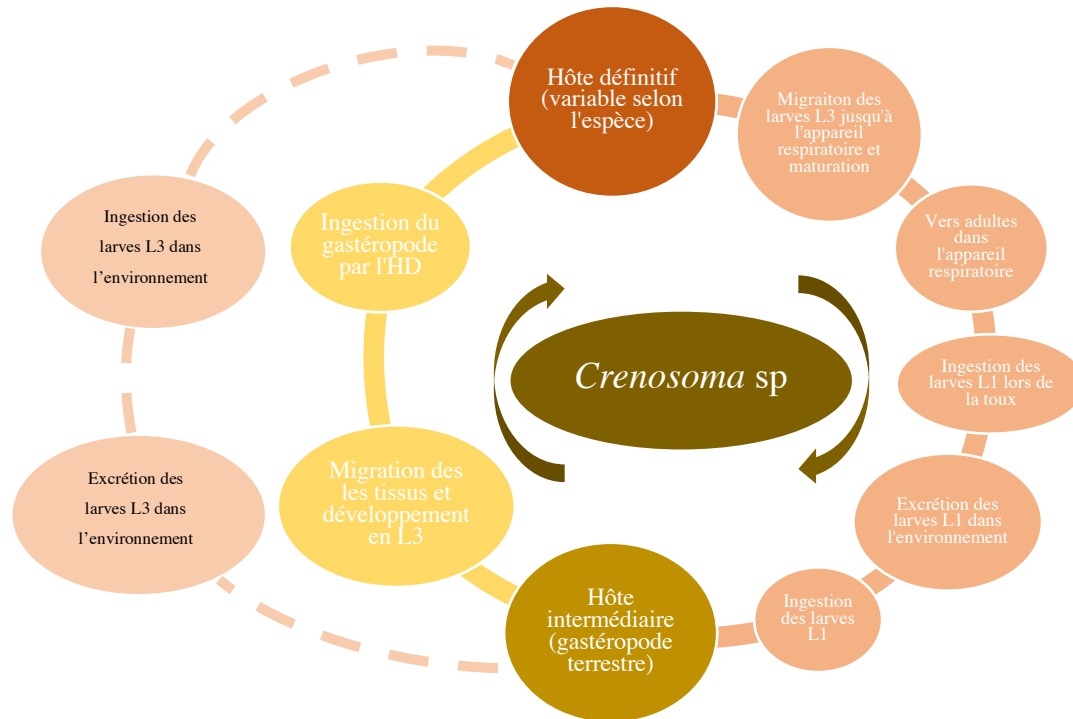 Hôte définitif
(variable selon
l'espèce)
Migraiton des
larves L3 jusqu'à
l'appareil
respiratoire et
maturation
Vers adultes
dans
l'appareil
respiratoire
Ingestion des
larves L1 lors de
la toux
Excrétion des
larves L1 dans
l'environnement
Ingestion
des larves
L1
Hôte
intermédiaire
(gastéropode
terrestre)
Migration des
les tissus et
développement
en L3
Ingestion du
gastéropode
par l'HD
Excrétion des
larves L3 dans
l’environnement
Ingestion des
larves L3 dans
l’environnement
Crenosoma sp